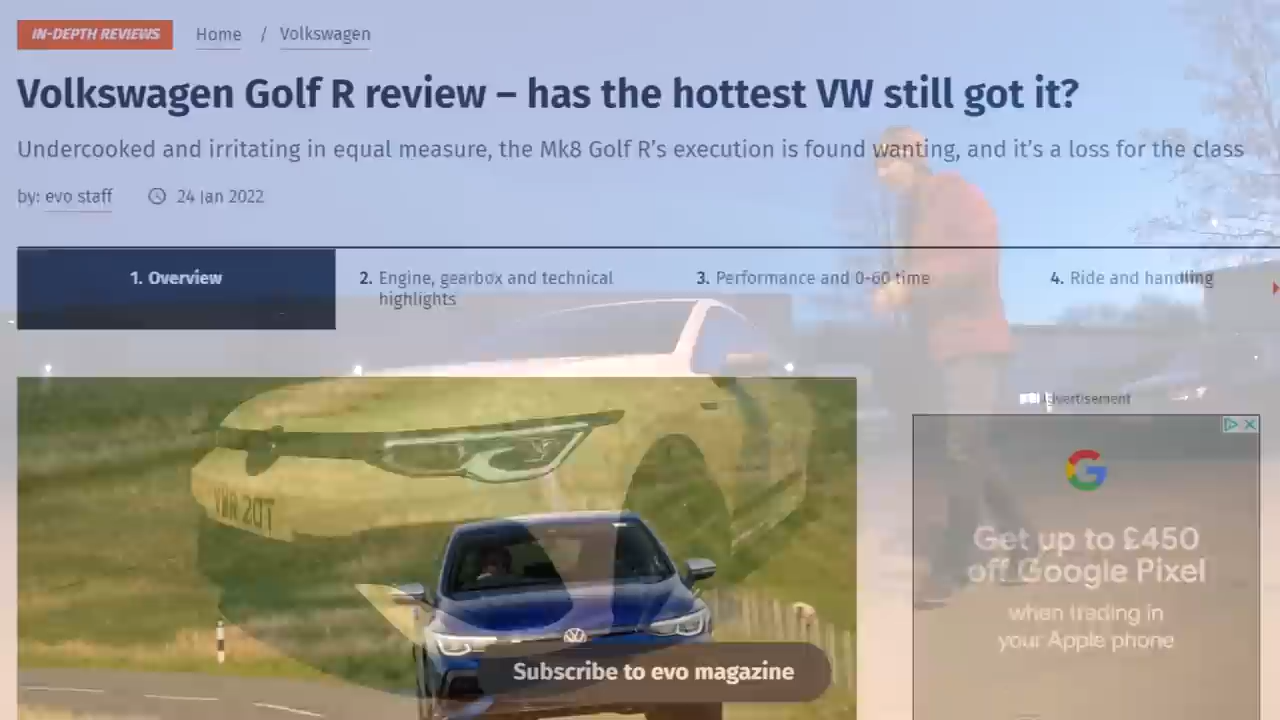 IN-DEPTH REVIEWS
Home / Volkswagen
Volkswagen Golf R review – has the hottest VW still got it?
Undercooked and irritating in equal measure, the Mk8 Golf R's execution is found wanting, and it's a loss for the class
by: evo staff 24 Jan 2022
1. Overview
2. Engine, gearbox and technical
highlights
3. Performance and 0-60 time
4. Ride and handling
Advertisement
Get up to £450
off Google Pixel
when trading in
your Apple phone
Subscribe to evo magazine